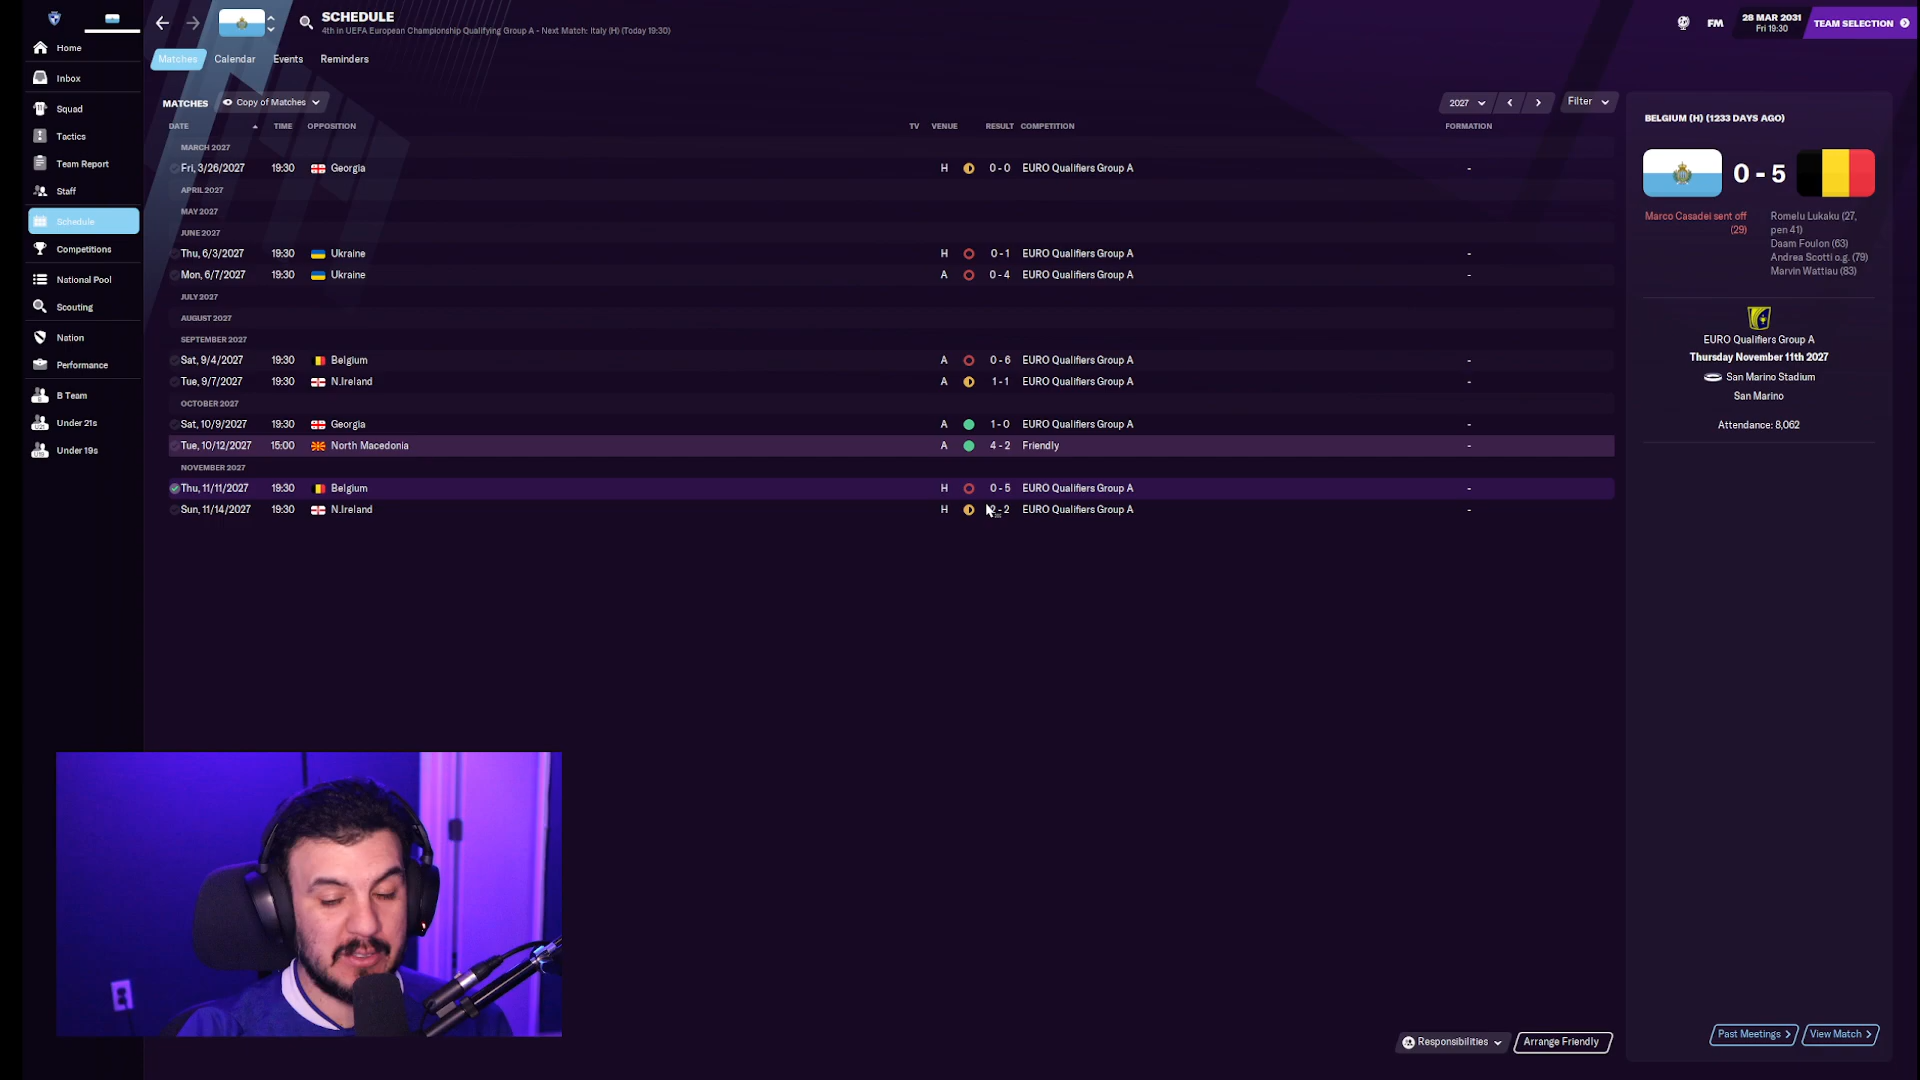 SCHEDULE
4th in UEFA European Championship Qualifying Group A - Next Match: Italy (H) (Today 19:30)
FM
28 MAR 2031
Fri 19:30
TEAM SELECTION
Home
Inbox
Squad
Tactics
Team Report
Staff
Schedule
Competitions
National Pool
Scouting
Nation
Performance
B Team
Under 21s
Under 19s
Matches Calendar Events Reminders
MATCHES Copy of Matches 2027 Filter
DATE TIME OPPOSITION TV VENUE RESULT COMPETITION FORMATION
MARCH 2027
Fri, 3/26/2027 19:30 Georgia H 0-0 EURO Qualifiers Group A -
APRIL 2027
MAY 2027
JUNE 2027
Thu, 6/3/2027 19:30 Ukraine H 0-1 EURO Qualifiers Group A -
Mon, 6/7/2027 19:30 Ukraine A 0-4 EURO Qualifiers Group A -
JULY 2027
AUGUST 2027
SEPTEMBER 2027
Sat, 9/4/2027 19:30 Belgium A 0-6 EURO Qualifiers Group A -
Tue, 9/7/2027 19:30 N.Ireland A 1-1 EURO Qualifiers Group A -
OCTOBER 2027
Sat, 10/9/2027 19:30 Georgia A 1-0 EURO Qualifiers Group A -
Tue, 10/12/2027 15:00 North Macedonia A 4-2 Friendly -
NOVEMBER 2027
Thu, 11/11/2027 19:30 Belgium H 0-5 EURO Qualifiers Group A -
Sun, 11/14/2027 19:30 N.Ireland H 2-2 EURO Qualifiers Group A -
BELGIUM (H) (1233 DAYS AGO)
0 - 5
Marco Casadei sent off
(29)
Romelu Lukaku (27,
pen 41)
Daam Foulon (63)
Andrea Scotti o.g. (79)
Marvin Wattiau (83)
EURO Qualifiers Group A
Thursday November 11th 2027
San Marino Stadium
San Marino
Attendance: 8,062
Past Meetings View Match
Responsibilities Arrange Friendly